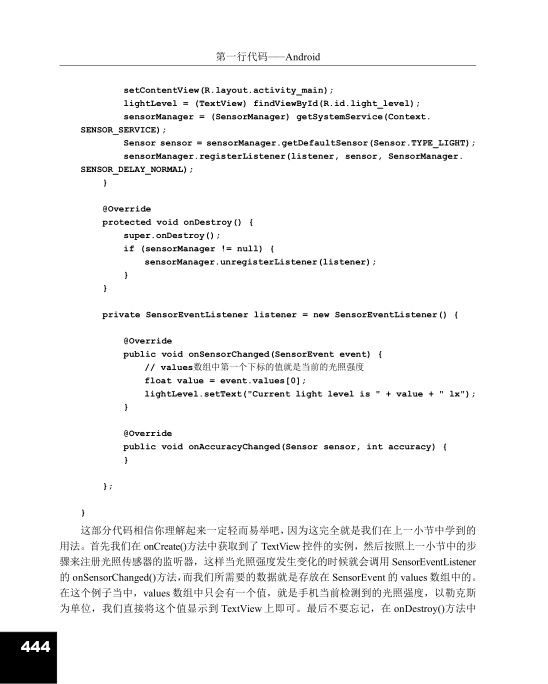 第一行代码——Android
setContentView(R.layout.activity_main);
lightLevel = (TextView) findViewById(R.id.light_level);
sensorManager = (SensorManager) getSystemService(Context.
SENSOR_SERVICE);
Sensor sensor = sensorManager.getDefaultSensor(Sensor.TYPE_LIGHT);
sensorManager.registerListener(listener, sensor, SensorManager.
SENSOR_DELAY_NORMAL);
}
@Override
protected void onDestroy() {
super.onDestroy();
if (sensorManager != null) {
sensorManager.unregisterListener(listener);
}
}
private SensorEventListener listener = new SensorEventListener() {
@Override
public void onSensorChanged(SensorEvent event) {
// values数组中第一个下标的值就是当前的光照强度
float value = event.values[0];
lightLevel.setText("Current light level is " + value + " lx");
}
@Override
public void onAccuracyChanged(Sensor sensor, int accuracy) {
}
};
}
这部分代码相信你理解起来一定轻而易举吧，因为这完全就是我们在上一小节中学到的
用法。首先我们在 onCreate()方法中获取到了 TextView 控件的实例，然后按照上一小节中的步
骤来注册光照传感器的监听器，这样当光照强度发生变化的时候就会调用 SensorEventListener
的 onSensorChanged()方法，而我们所需要的数据就是存放在 SensorEvent 的 values 数组中的。
在这个例子当中，values 数组中只会有一个值，就是手机当前检测到的光照强度，以勒克斯
为单位，我们直接将这个值显示到 TextView 上即可。最后不要忘记，在 onDestroy()方法中
444